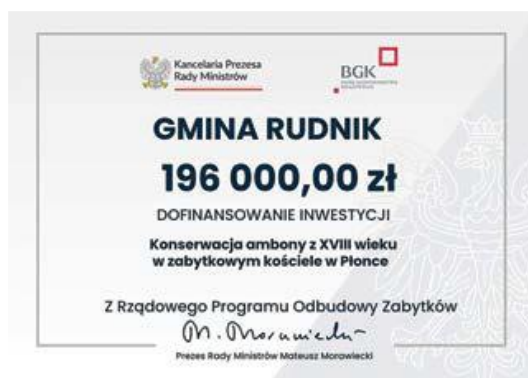 Kancelaria Prezesa
Rady Ministrów
BGK
GMINA RUDNIK
196 000,00 zł
DOFINANSOWANIE INWESTYCJI
Konserwacja ambony z XVIII wieku
w zabytkowym kościele w Płonce
Z Rządowego Programu Odbudowy Zabytków
M. Morawiecki
Prezes Rady Ministrów Mateusz Morawiecki